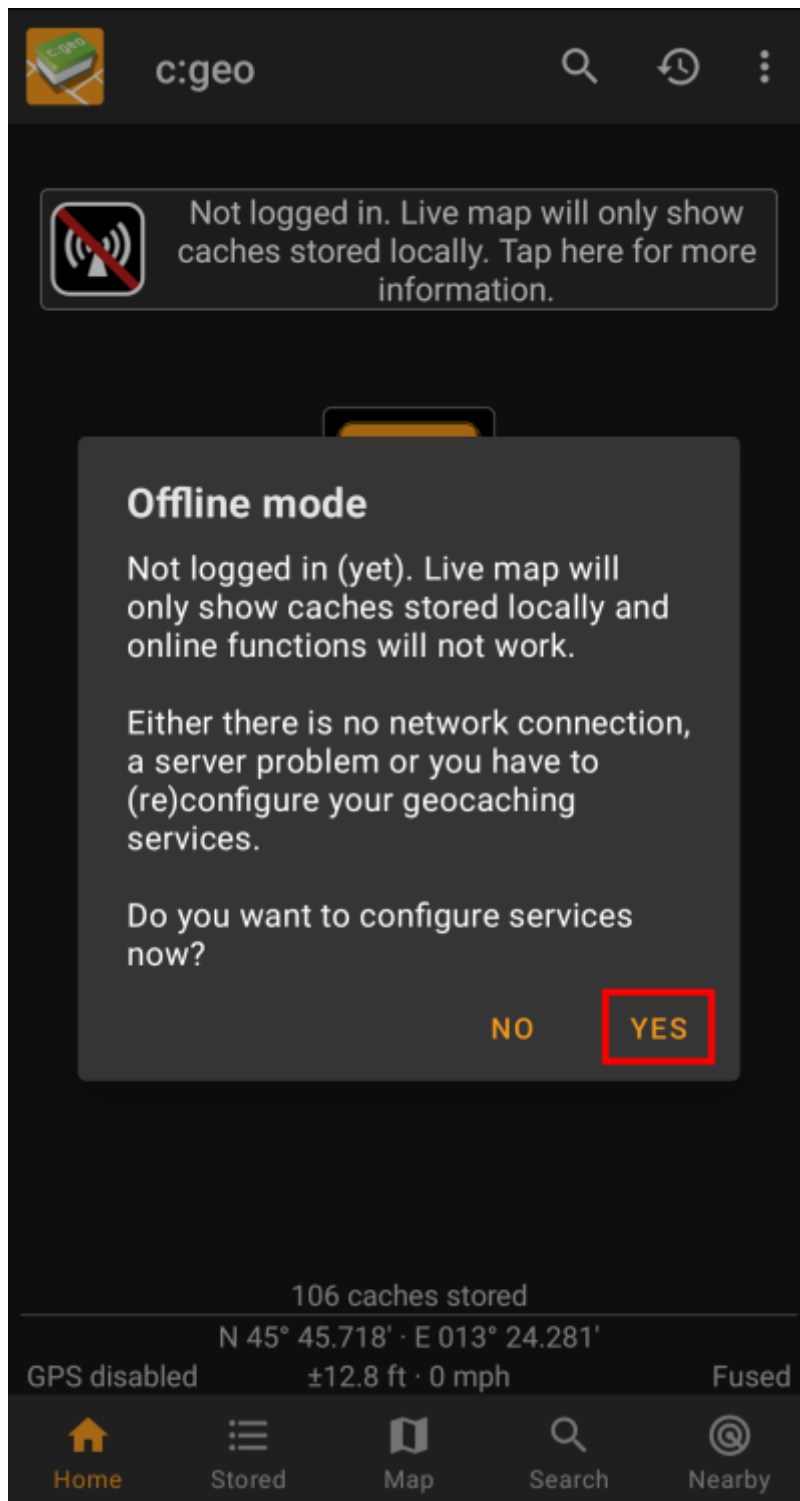 c:geo
Not logged in. Live map will only show
caches stored locally. Tap here for more
information.
Offline mode
Not logged in (yet). Live map will
only show caches stored locally and
online functions will not work.
Either there is no network connection,
a server problem or you have to
(re)configure your geocaching
services.
Do you want to configure services
now?
NO YES
106 caches stored
N 45° 45.718' · E 013° 24.281'
GPS disabled ±12.8 ft · 0 mph Fused
Home Stored Map Search Nearby